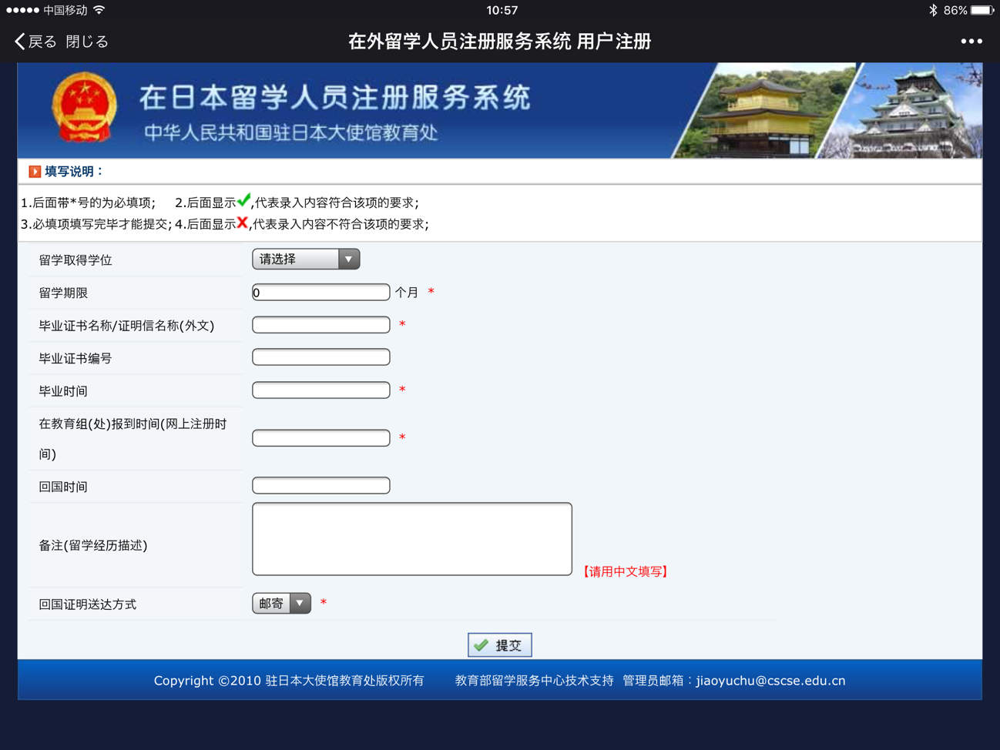 中国移动 10:57 86%
戻る 閉じる 在外留学人员注册服务系统 用户注册
在日本留学人员注册服务系统
中华人民共和国驻日本大使馆教育处
填写说明：
1.后面带*号的为必填项; 2.后面显示,代表录入内容符合该项的要求;
3.必填项填写完毕才能提交; 4.后面显示,代表录入内容不符合该项的要求;
留学取得学位 请选择
留学期限 0 个月 *
毕业证书名称/证明信名称(外文) *
毕业证书编号
毕业时间 *
在教育组(处)报到时间(网上注册时
间) *
回国时间
备注(留学经历描述)
【请用中文填写】
回国证明送达方式 邮寄 *
提交
Copyright ©2010 驻日本大使馆教育处版权所有 教育部留学服务中心技术支持 管理员邮箱：jiaoyuchu@cscse.edu.cn